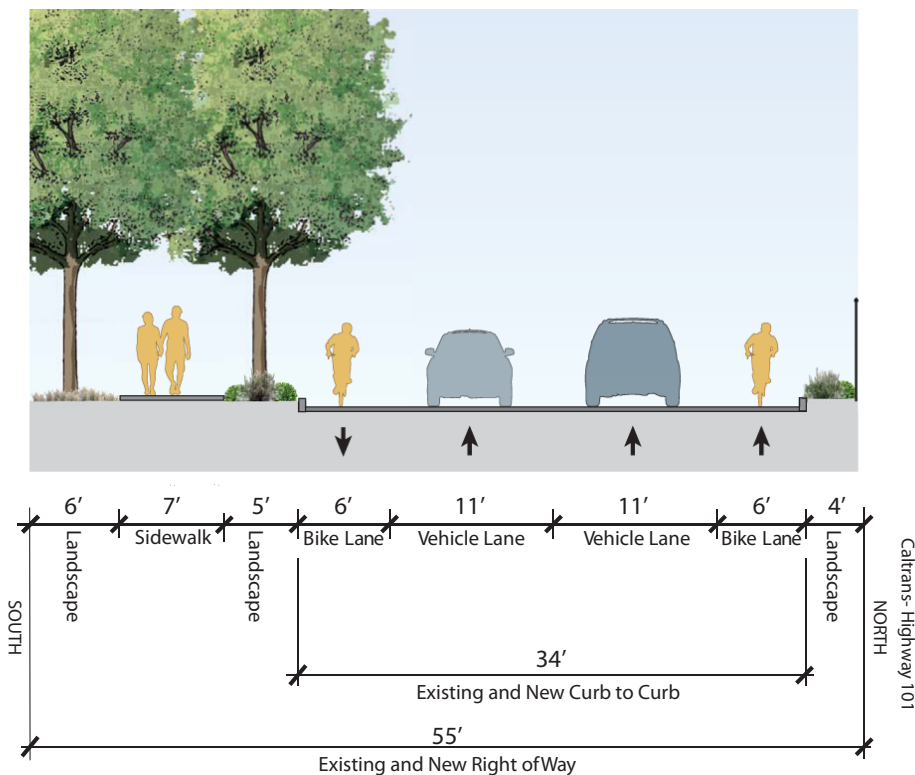 6’ 7’ 5’ 6’ 11’ 11’ 6’ 4’
Landscape
Sidewalk
Landscape
Bike Lane
Vehicle Lane
Vehicle Lane
Bike Lane
Landscape
SOUTH
NORTH
Caltrans- Highway 101
34’
Existing and New Curb to Curb
55’
Existing and New Right of Way